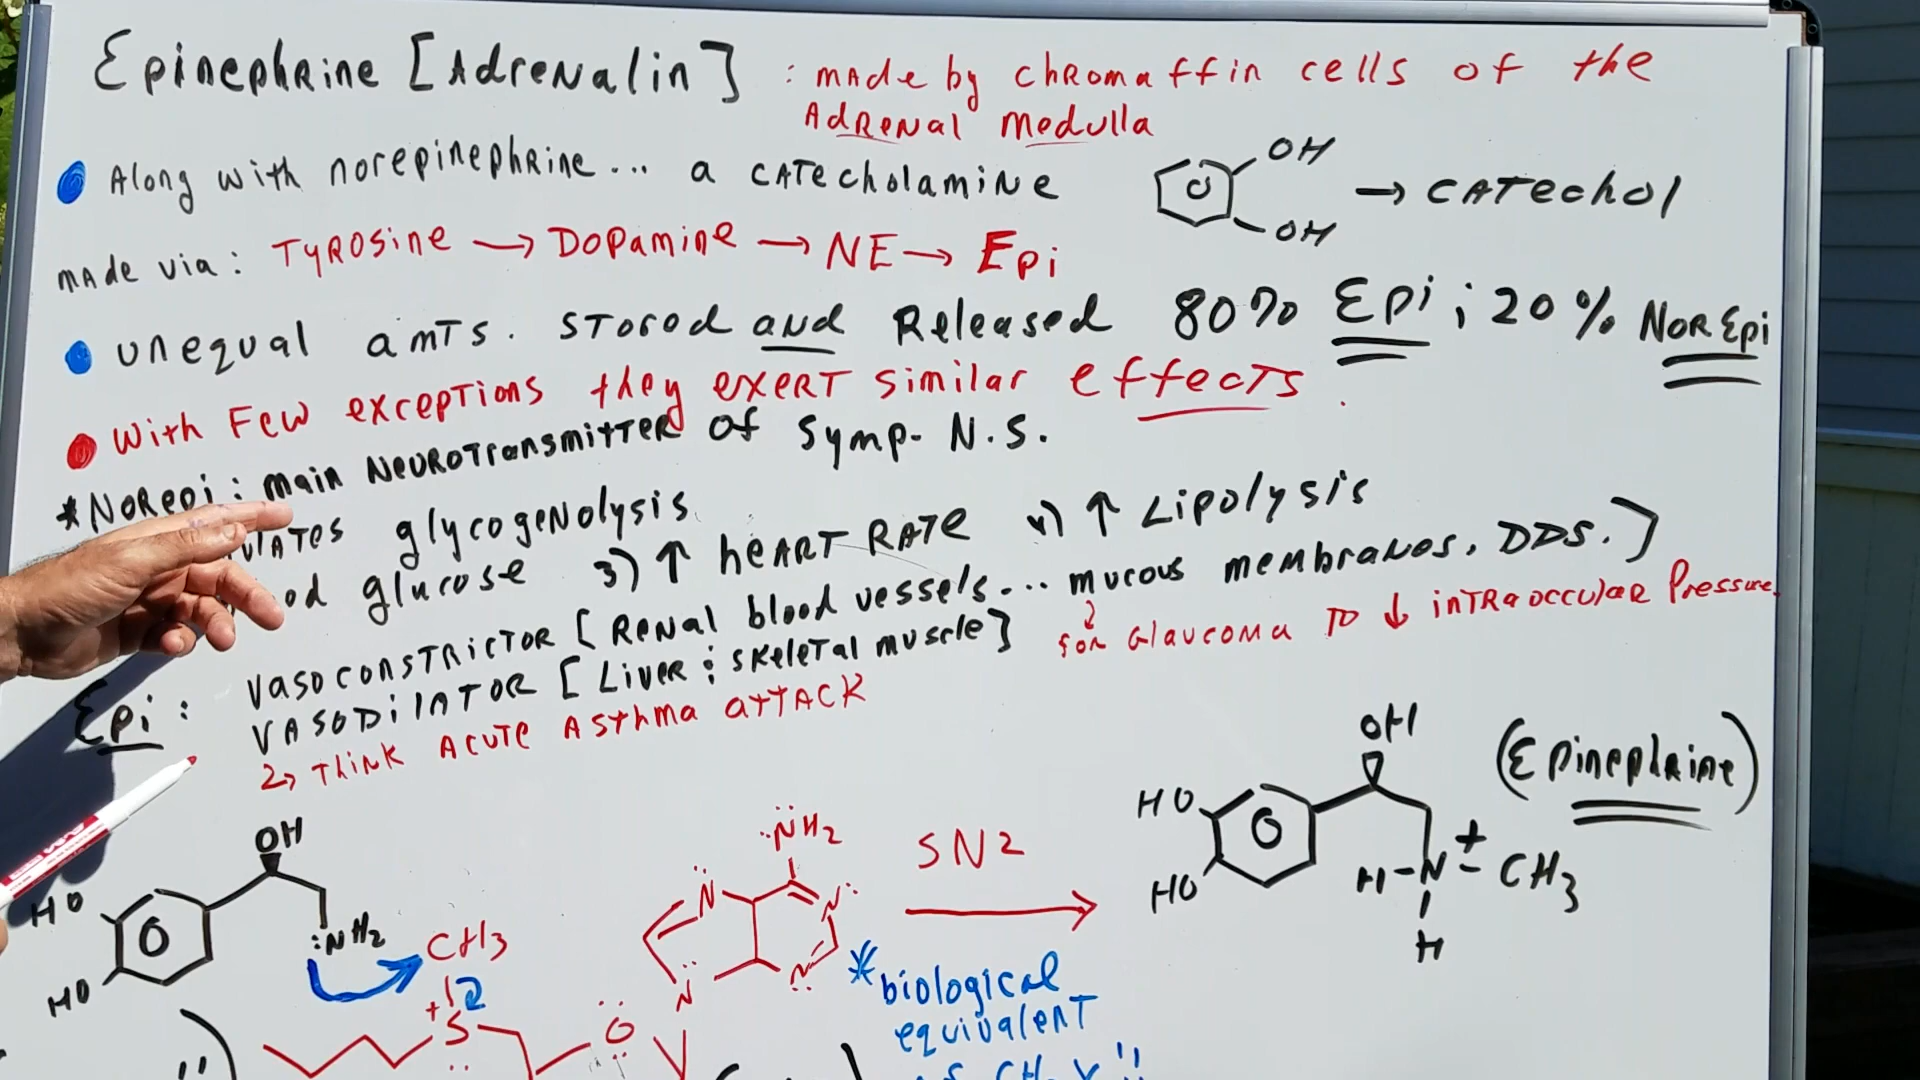 Epinephrine [Adrenalin] : made by chromaffin cells of the
Adrenal Medulla
Along with norepinephrine... a catecholamine
OH
OH
→ catechol
made via: Tyrosine → Dopamine → NE → Epi
unequal amts. stored and Released 80% Epi ; 20% NorEpi
With Few exceptions they exert similar effects
*Norepi: main Neurotransmitter of Symp. N.S.
ulates glycogenolysis
od glucose 3) ↑ heart rate 4) ↑ Lipolysis
Epi: vasoconstrictor [Renal blood vessels... mucous membranes, DDS.]
vasodilator [Liver ; skeletal muscle]
for Glaucoma to ↓ intraoccular Pressure
2) Think Acute Asthma attack
OH
HO
HO
:NH2
CH3
+
S
..
O
N
N
N
N
NH2
SN2
*biological
equivalent
CH3
OH
HO
HO
H-N+-CH3
H
(Epinephrine)